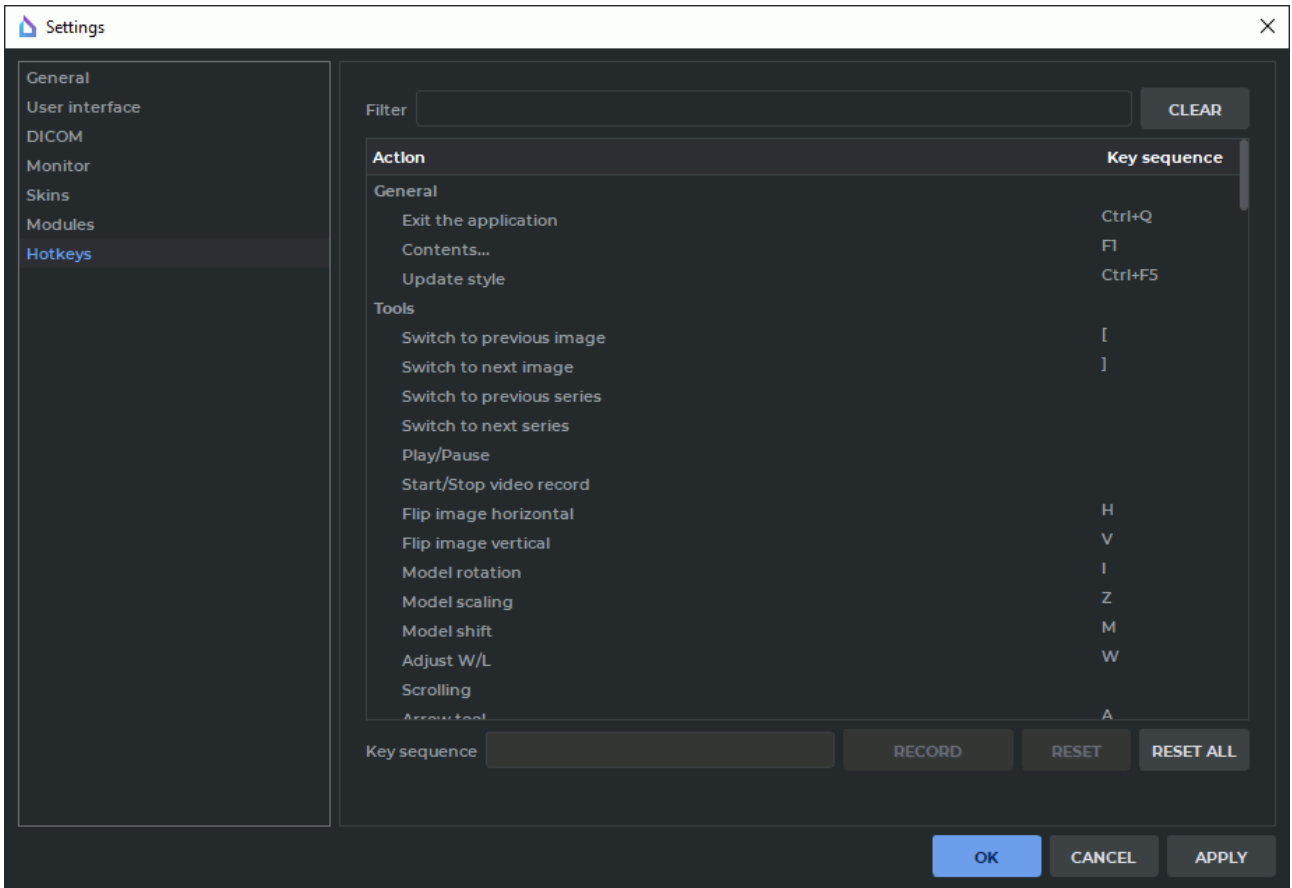 Settings
General
User interface
DICOM
Monitor
Skins
Modules
Hotkeys
Filter CLEAR
Action Key sequence
General
Exit the application Ctrl+Q
Contents... F1
Update style Ctrl+F5
Tools
Switch to previous image [
Switch to next image ]
Switch to previous series
Switch to next series
Play/Pause
Start/Stop video record
Flip image horizontal H
Flip image vertical V
Model rotation I
Model scaling Z
Model shift M
Adjust W/L W
Scrolling
Arrow tool A
Key sequence RECORD RESET RESET ALL
OK CANCEL APPLY